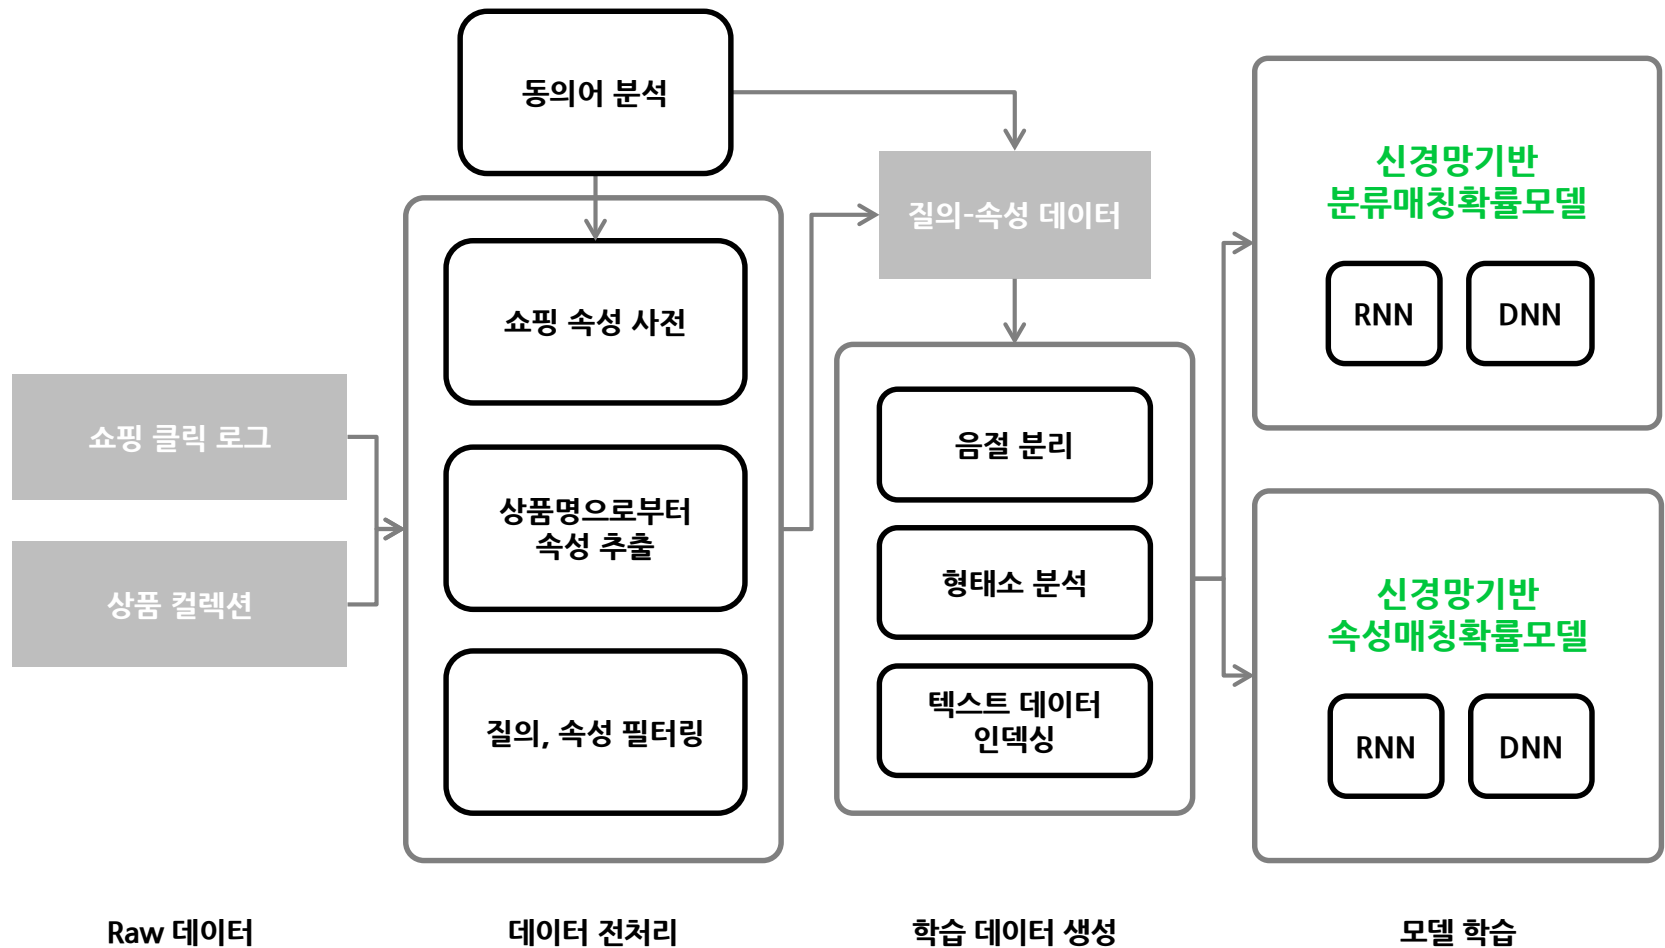 동의어 분석
쇼핑 클릭 로그
상품 컬렉션
쇼핑 속성 사전
상품명으로부터
속성 추출
질의, 속성 필터링
질의-속성 데이터
음절 분리
형태소 분석
텍스트 데이터
인덱싱
신경망기반
분류매칭확률모델
RNN
DNN
신경망기반
속성매칭확률모델
RNN
DNN
Raw 데이터
데이터 전처리
학습 데이터 생성
모델 학습